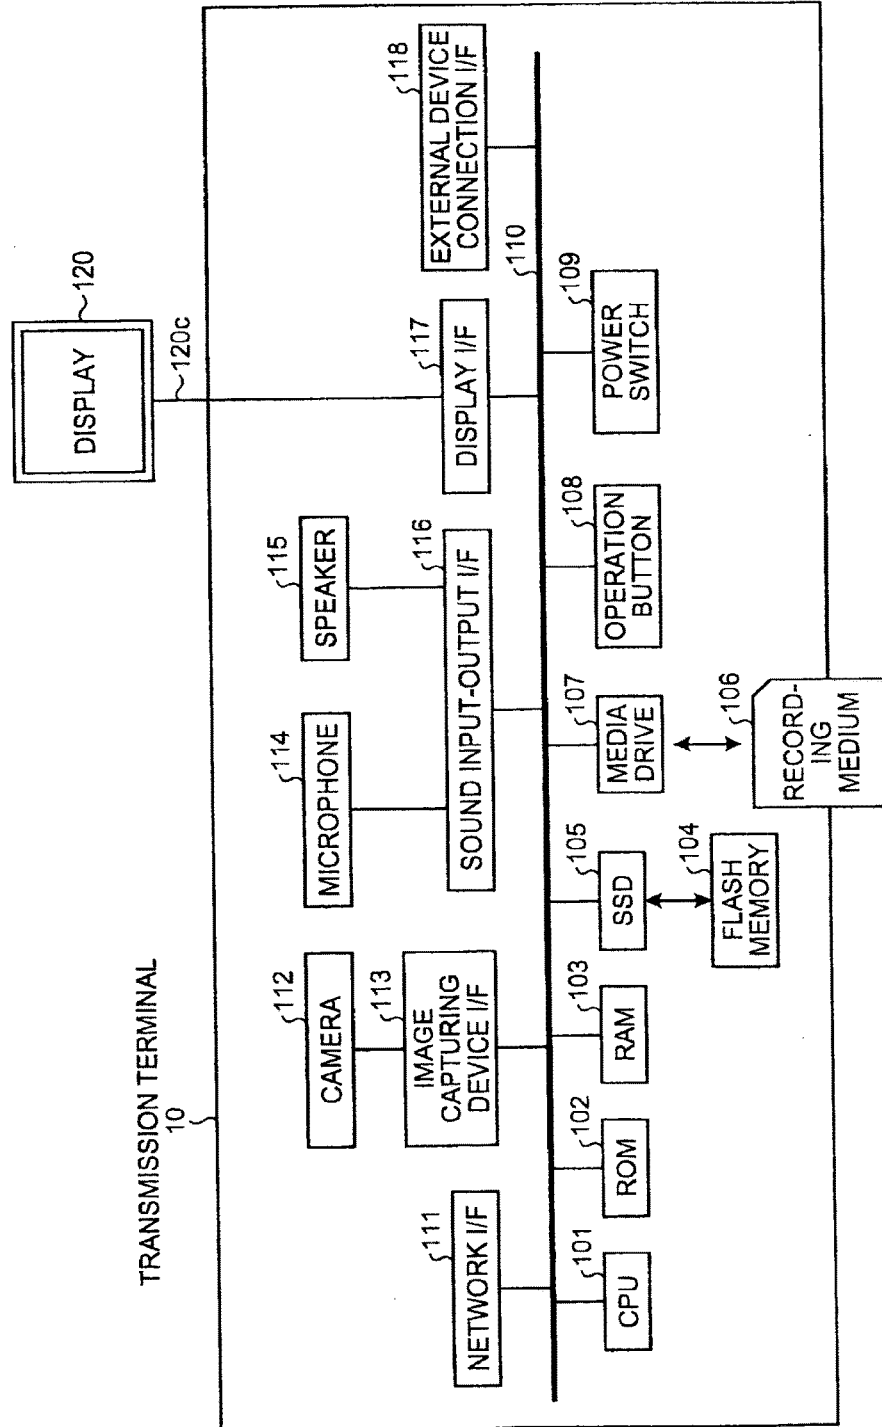 TRANSMISSION TERMINAL
10
DISPLAY
120
120c
NETWORK I/F
111
CAMERA
112
IMAGE
CAPTURING
DEVICE I/F
113
MICROPHONE
114
SPEAKER
115
SOUND INPUT-OUTPUT I/F
116
DISPLAY I/F
117
EXTERNAL DEVICE
CONNECTION I/F
118
110
CPU
101
ROM
102
RAM
103
SSD
105
FLASH
MEMORY
104
MEDIA
DRIVE
107
RECORD-
ING
MEDIUM
106
OPERATION
BUTTON
108
POWER
SWITCH
109